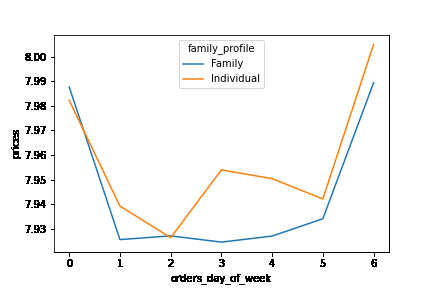 family_profile
Family
Individual
8.00
7.99
7.98
7.97
7.96
7.95
7.94
7.93
prices
0 1 2 3 4 5 6
orders_day_of_week